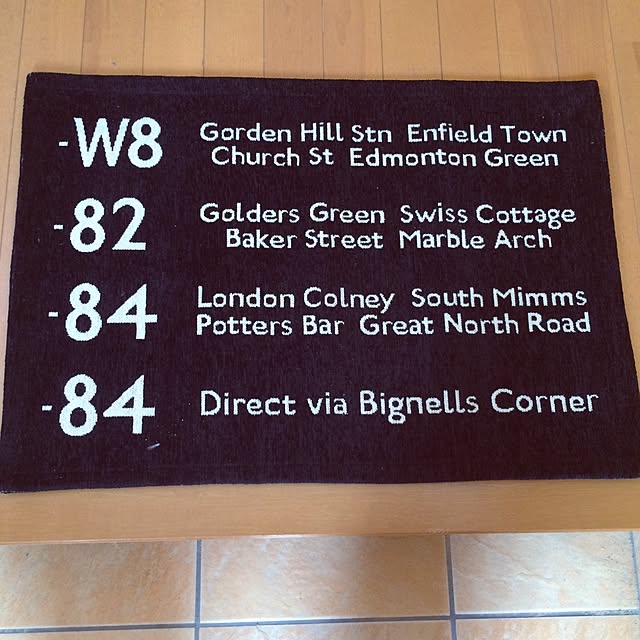 -W8 Gorden Hill Stn Enfield Town
Church St Edmonton Green
-82 Golders Green Swiss Cottage
Baker Street Marble Arch
-84 London Colney South Mimms
Potters Bar Great North Road
-84 Direct via Bignells Corner